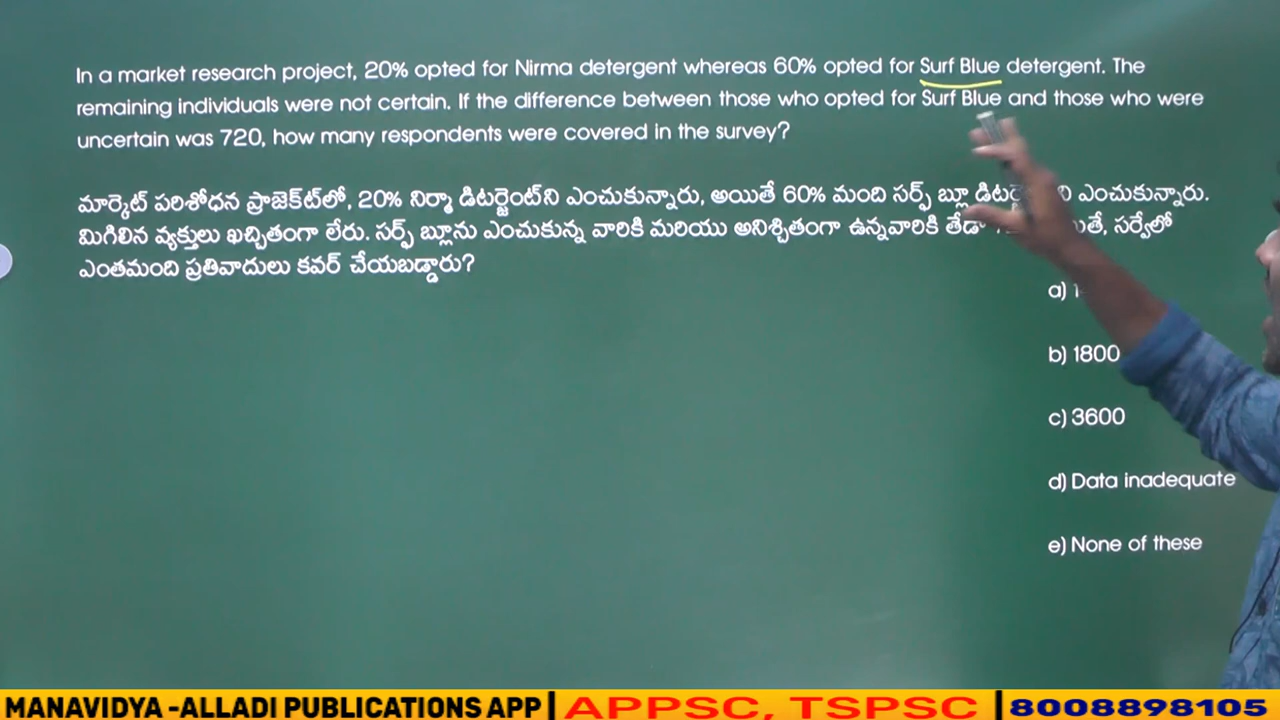 In a market research project, 20% opted for Nirma detergent whereas 60% opted for Surf Blue detergent. The
remaining individuals were not certain. If the difference between those who opted for Surf Blue and those who were
uncertain was 720, how many respondents were covered in the survey?
మార్కెట్ పరిశోధన ప్రాజెక్ట్‌లో, 20% నిర్మా డిటర్జెంట్‌ని ఎంచుకున్నారు, అయితే 60% మంది సర్ఫ్ బ్లూ ఎంచుకున్నారు.
మిగిలిన వ్యక్తులు ఖచ్చితంగా లేరు. సర్ఫ్ బ్లూను ఎంచుకున్న వారికి మరియు అనిశ్చితంగా ఉన్నవారికి తేడా సర్వేలో
ఎంతమంది ప్రతివాదులు కవర్ చేయబడ్డారు?
a)
b) 1800
c) 3600
d) Data inadequate
e) None of these
MANAVIDYA -ALLADI PUBLICATIONS APP | APPSC, TSPSC | 8008898105